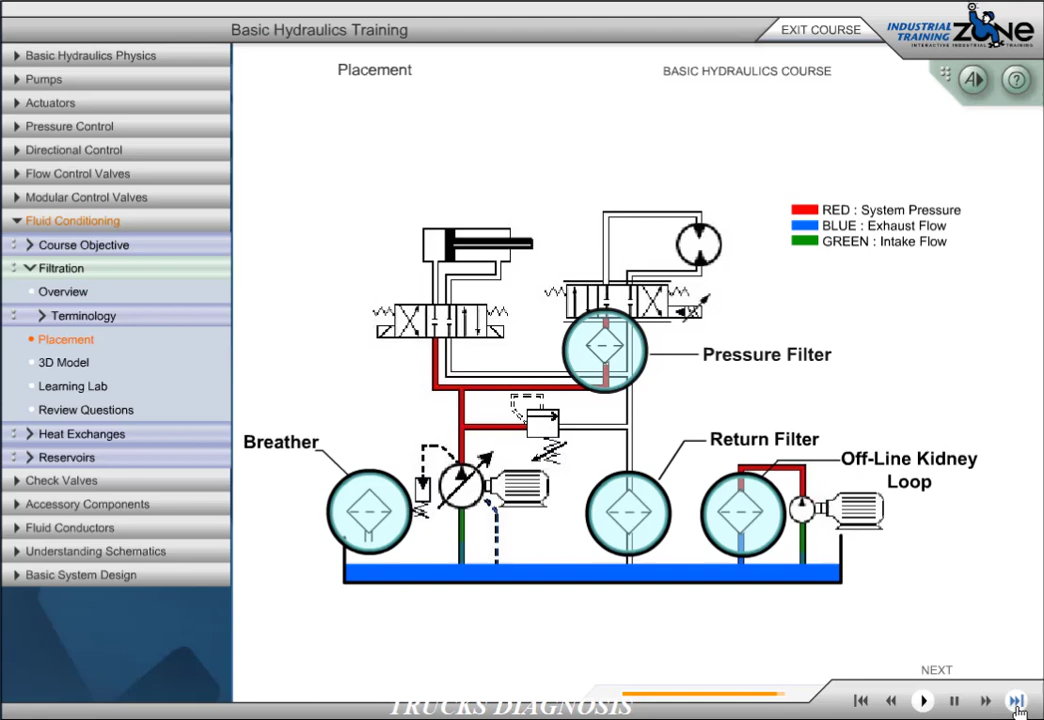 Basic Hydraulics Training
EXIT COURSE
INDUSTRIAL
TRAINING
ZONE
INTERACTIVE INDUSTRIAL TRAINING
Basic Hydraulics Physics
Pumps
Actuators
Pressure Control
Directional Control
Flow Control Valves
Modular Control Valves
Fluid Conditioning
Course Objective
Filtration
Overview
Terminology
Placement
3D Model
Learning Lab
Review Questions
Heat Exchanges
Reservoirs
Check Valves
Accessory Components
Fluid Conductors
Understanding Schematics
Basic System Design
Placement
BASIC HYDRAULICS COURSE
A
?
RED : System Pressure
BLUE : Exhaust Flow
GREEN : Intake Flow
Pressure Filter
Breather
Return Filter
Off-Line Kidney
Loop
NEXT
TRUCKS DIAGNOSIS